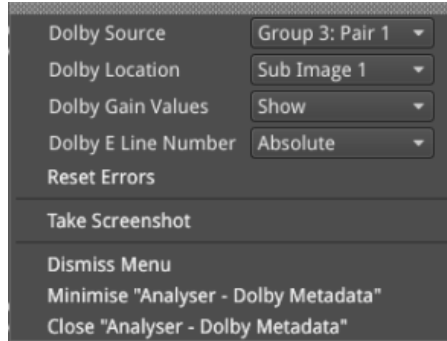 Dolby Source Group 3: Pair 1
Dolby Location Sub Image 1
Dolby Gain Values Show
Dolby E Line Number Absolute
Reset Errors
Take Screenshot
Dismiss Menu
Minimise "Analyser - Dolby Metadata"
Close "Analyser - Dolby Metadata"